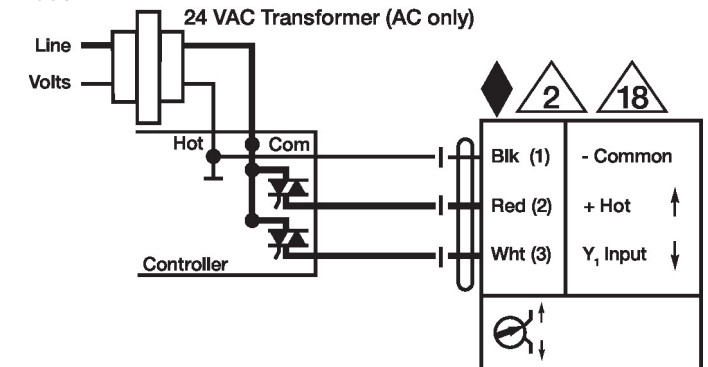 24 VAC Transformer (AC only)
Line
Volts
2
18
Hot
Com
Blk (1)
- Common
Red (2)
+ Hot
Wht (3)
Y1 Input
Controller